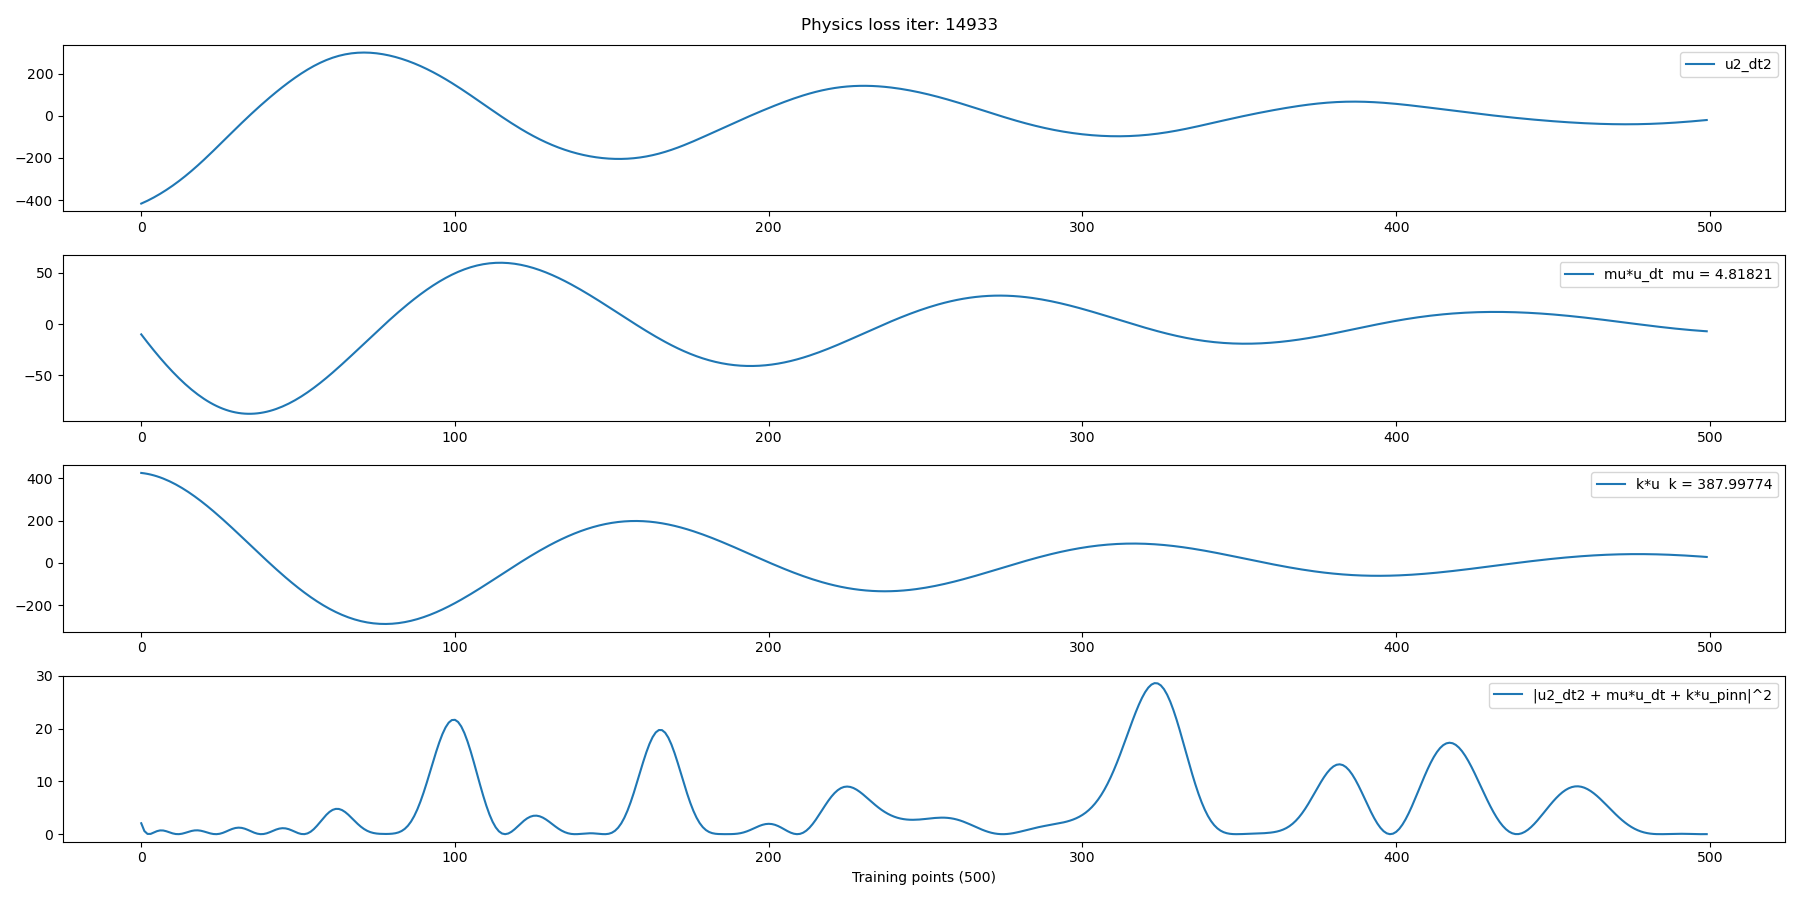 Physics loss iter: 14933
200
0
−200
−400
u2_dt2
0 100 200 300 400 500
50
0
−50
mu*u_dt  mu = 4.81821
0 100 200 300 400 500
400
200
0
−200
k*u  k = 387.99774
0 100 200 300 400 500
30
20
10
0
|u2_dt2 + mu*u_dt + k*u_pinn|^2
0 100 200 300 400 500
Training points (500)